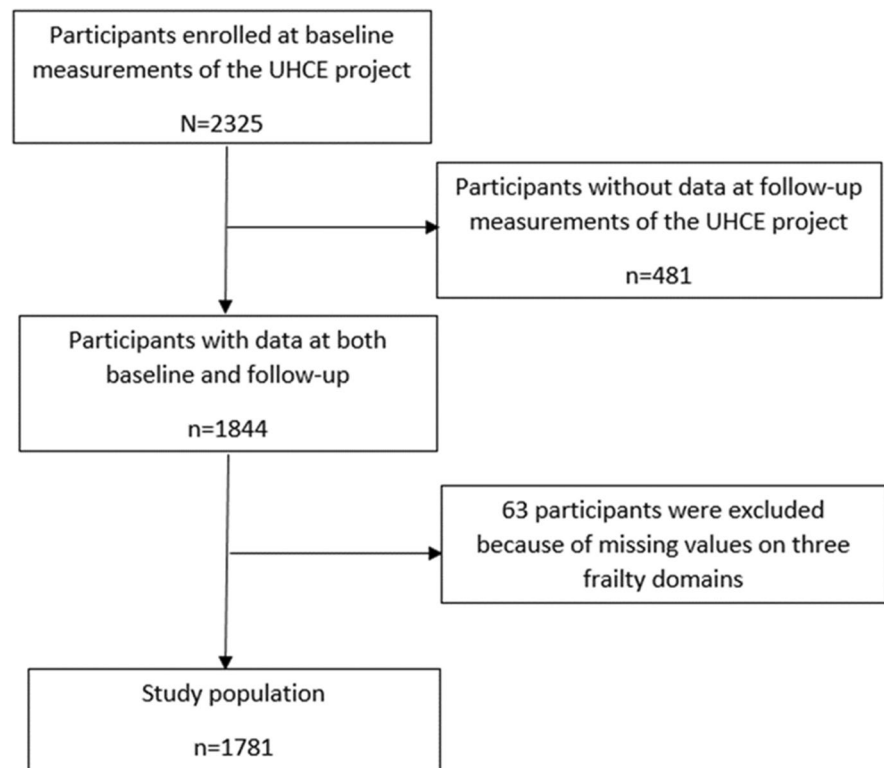 Participants enrolled at baseline
measurements of the UHCE project
N=2325
Participants without data at follow-up
measurements of the UHCE project
n=481
Participants with data at both
baseline and follow-up
n=1844
63 participants were excluded
because of missing values on three
frailty domains
Study population
n=1781